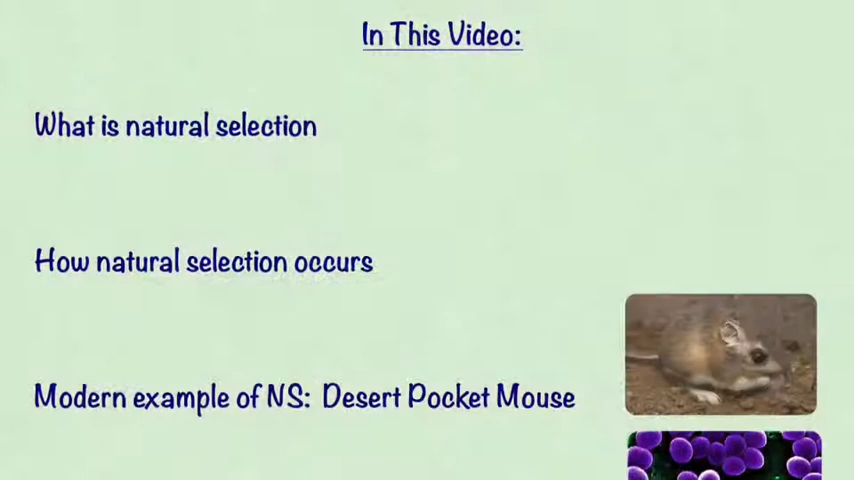 In This Video:
What is natural selection
How natural selection occurs
Modern example of NS: Desert Pocket Mouse